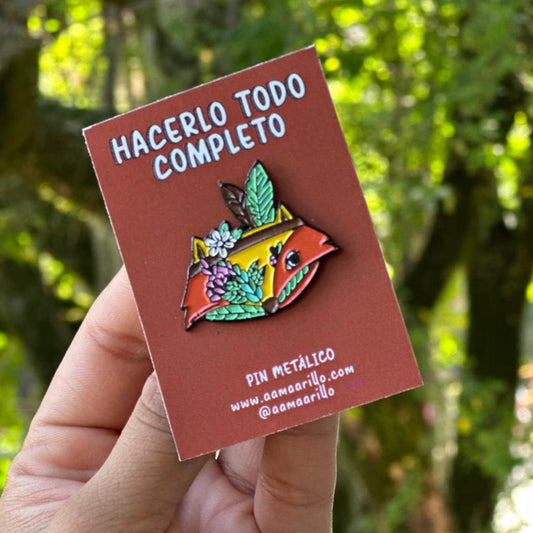 HACERLO TODO
COMPLETO
PIN METÁLICO
www.aamaarillo.com
@aamaarillo